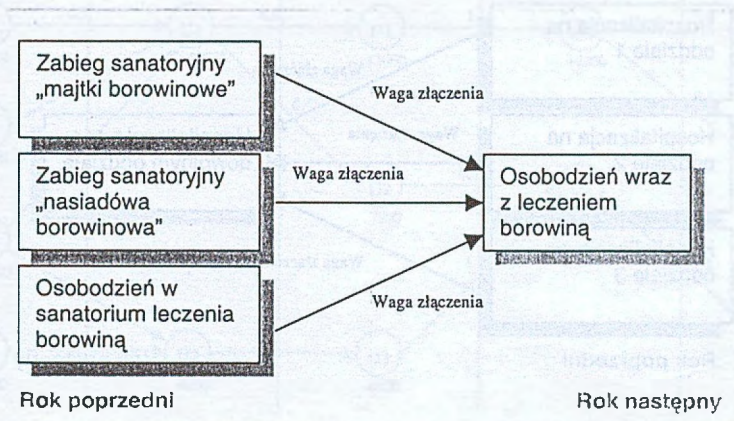 Zabieg sanatoryjny
„majtki borowinowe”
Waga złączenia
Zabieg sanatoryjny
„nasiadówa
borowinowa”
Waga złączenia
Osobodzień wraz
z leczeniem
borowiną
Osobodzień w
sanatorium leczenia
borowiną
Waga złączenia
Rok poprzedni
Rok następny